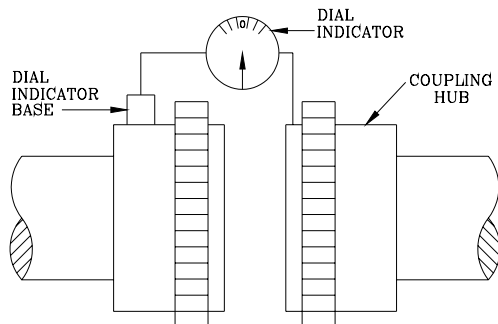 0
DIAL
INDICATOR
DIAL
INDICATOR
BASE
COUPLING
HUB